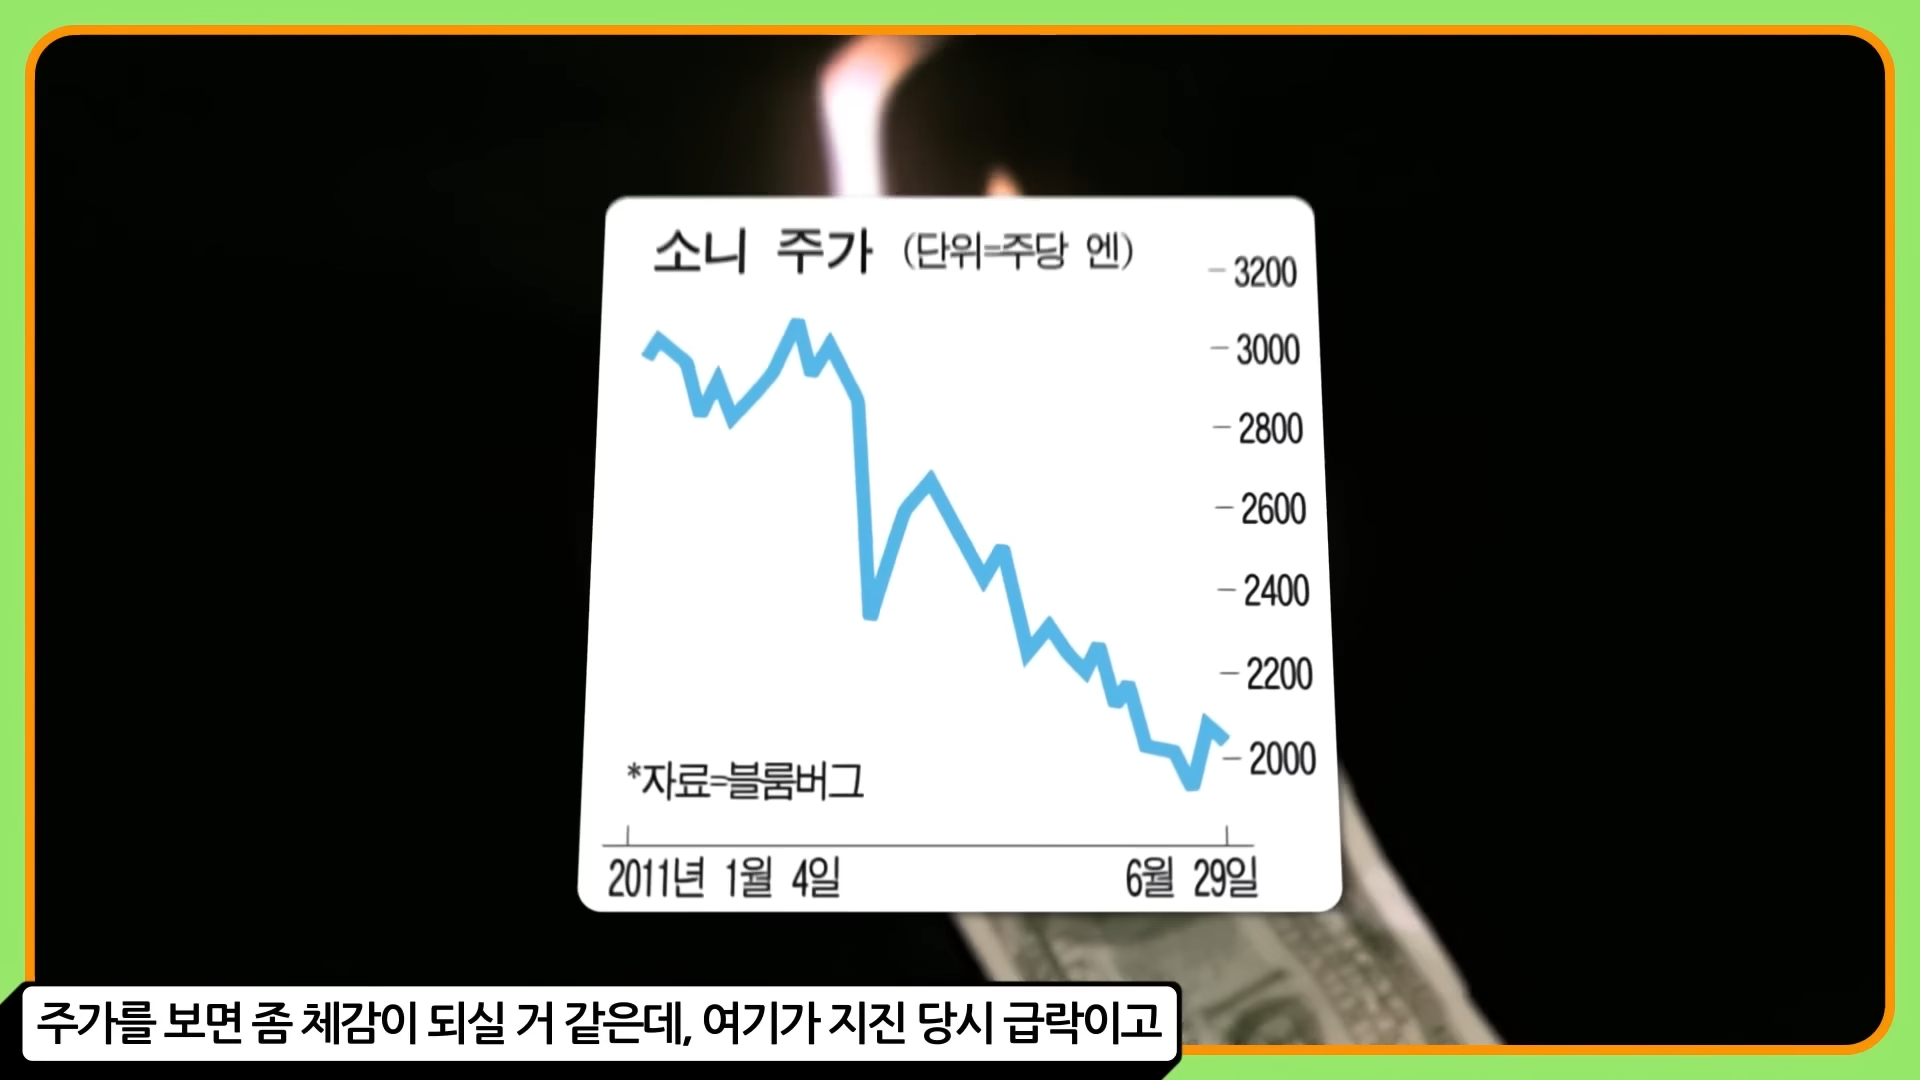 소니 주가 (단위=주당 엔)
3200
3000
2800
2600
2400
2200
2000
*자료=블룸버그
2011년 1월 4일 6월 29일
주가를 보면 좀 체감이 되실 거 같은데, 여기가 지진 당시 급락이고